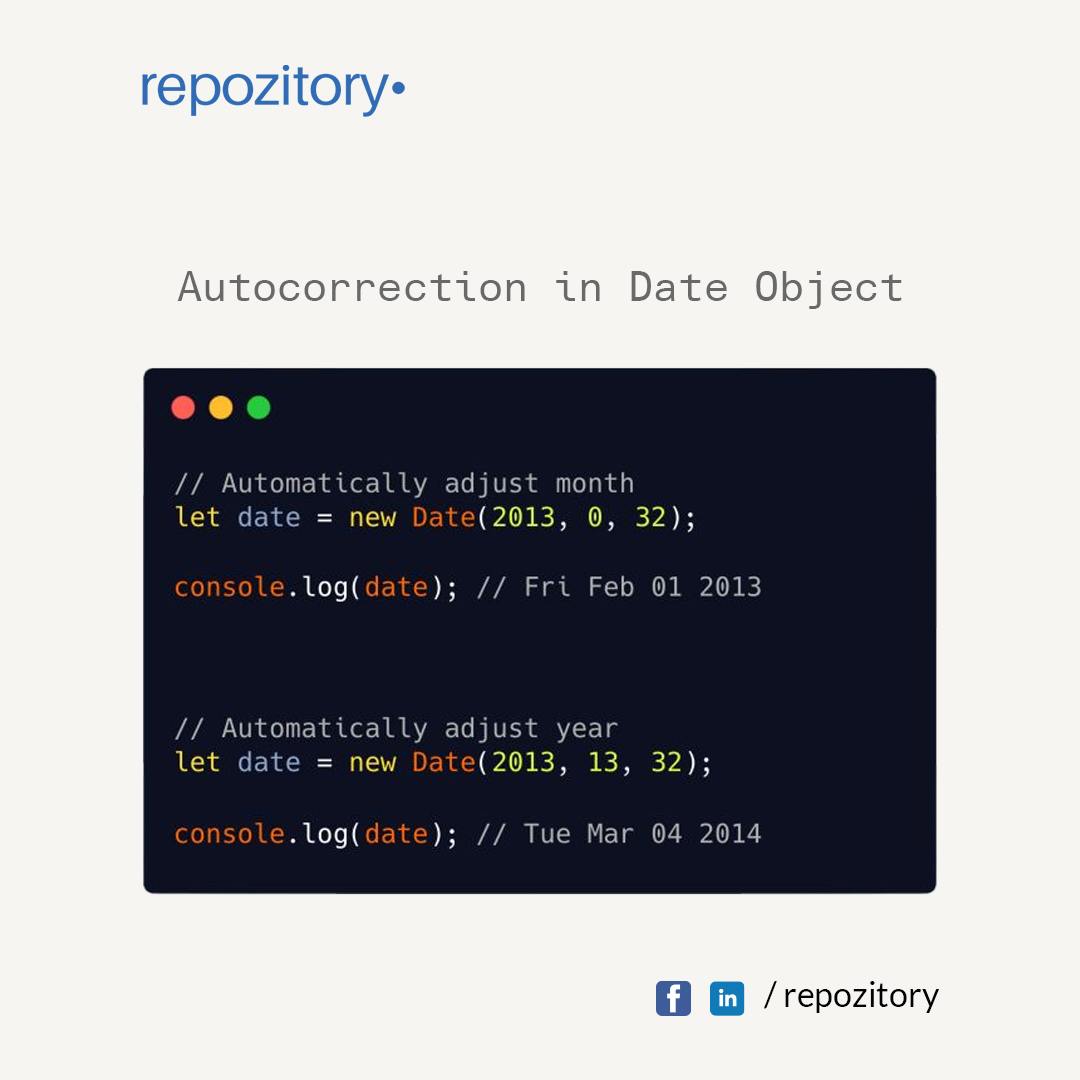 repozitory•
Autocorrection in Date Object
// Automatically adjust month
let date = new Date(2013, 0, 32);
console.log(date); // Fri Feb 01 2013
// Automatically adjust year
let date = new Date(2013, 13, 32);
console.log(date); // Tue Mar 04 2014
f in / repozitory